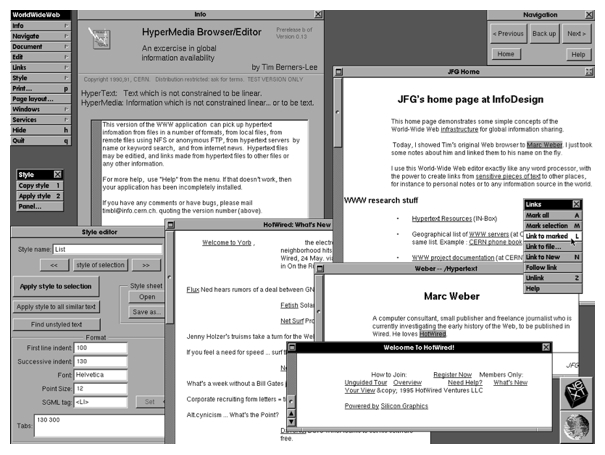 WorldWideWeb
Info
Navigate
Document
Edit
Links
Style
Print... p
Page layout...
Windows
Services
Hide h
Quit q
Info
HyperMedia Browser/Editor
Prerelease 6 of
Version 0.13
An excercise in global
information availability
by Tim Berners-Lee
Copyright 1990,91, CERN. Distribution restricted: ask for terms. TEST VERSION ONLY
HyperText: Text which is not constrained to be linear.
HyperMedia: Information which is not constrained linear... or to be text.
This version of the WWW application can pick up hypertext
infomation from files in a number of formats, from local files, from
remote files using NFS or anonymous FTP, from hypertext servers by
name or keyword search, and from internet news. Hypertext files
may be edited, and links made from hypertext files to other files or
any other information.
For more help, use "Help" from the menu. If that doesn't work, then
your application has been incompletely installed.
If you have any comments or have bugs, please mail
timbl@info.cern.ch. quoting the version number (above).
Navigation
< Previous
Back up
Next >
Home
Help
JFG Home
JFG's home page at InfoDesign
This home page demonstrates some simple concepts of the
World-Wide Web infrastucture for global information sharing.
Today, I showed Tim's original Web browser to Marc Weber. I just took
some notes about him and linked them to his name on the fly.
I use this World-Wide Web editor exactly like any word processor, with
the power to create links from sensitive pieces of text to other places,
for instance to personal notes or to any information source in the world.
WWW research stuff
• Hypertext Resources (IN-Box)
• Geographical list of WWW servers (at C
same list. Example : CERN phone book
• WWW project documentation (at CERN)
JFG
Links
Mark all A
Mark selection M
Link to marked L
Link to file...
Link to New N
Follow link
Unlink Z
Help
Style
Copy style 1
Apply style 2
Panel...
Style editor
Style name: List
<<
style of selection
>>
Apply style to selection
Apply style to all similar text
Find unstyled text
Style sheet
Open
Save as...
Format
First line indent: 100
Successive indent: 130
Font: Helvetica
Point Size: 12
SGML tag: <LI>
Set
Tabs: 130 300
HotWired: What's New
Welcome to Vorb , the electr
neighborhood hits
Wired, 24 May, via
in On the R
Flux Ned hears rumors of a deal between GN
Fetish Sola
Net Surf Pro
Jenny Holzer's truisms take a turn for the We
If you feel a need for speed ... surf t
Ne
What's a week without a Bill Gates j
Corporate recruiting form letters = t
Alt.cynicism ... What's the Point?
free.
Weber -- /Hypertext
Marc Weber
A computer consultant, small publisher and freelance journalist who is
currently investigating the early history of the Web, to be published in
Wired. He loves HotWired.
Welcome To HotWired!
How to Join: Register Now Members Only:
Unguided Tour Overview Need Help? What's New
Your View &copy; 1995 HotWired Ventures LLC
Powered by Silicon Graphics